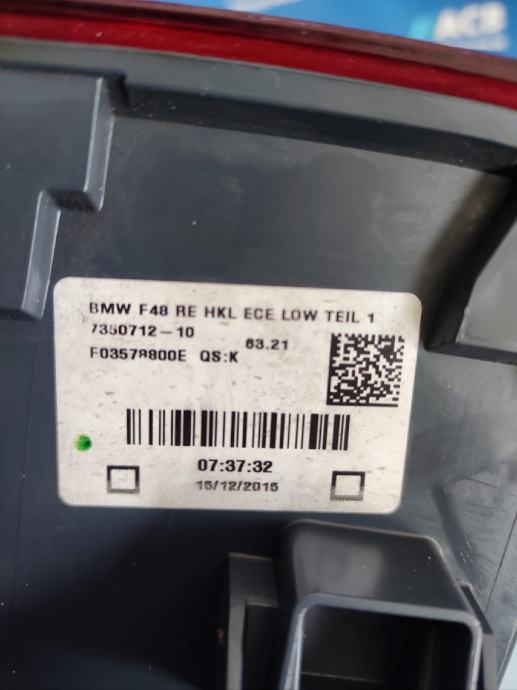 ACB
BMW F48 RE HKL ECE LOW TEIL 1
7350712-10
63.21
F03578800E QS:K
07:37:32
15/12/2015